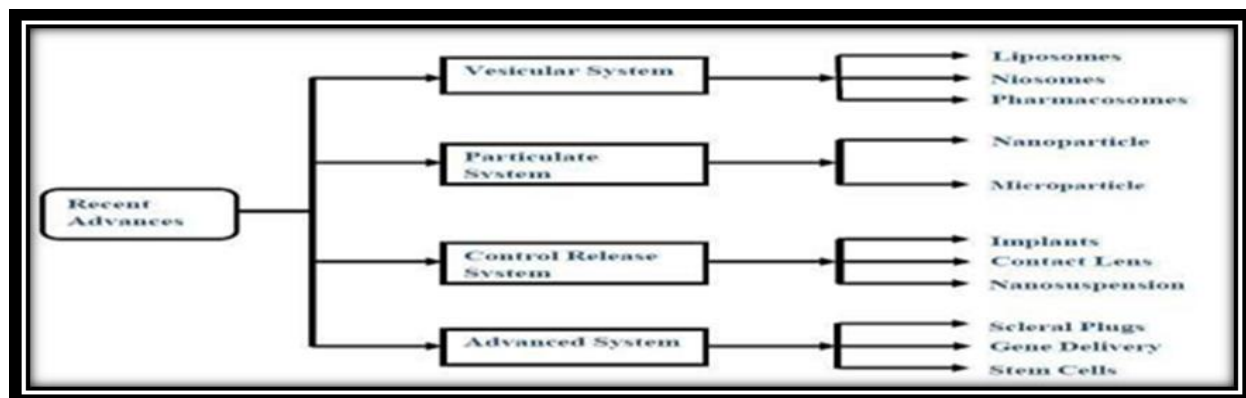 Recent
Advances
Vesicular System
Liposomes
Niosomes
Pharmacosomes
Particulate
System
Nanoparticle
Microparticle
Control Release
System
Implants
Contact Lens
Nanosuspension
Advanced System
Scleral Plugs
Gene Delivery
Stem Cells